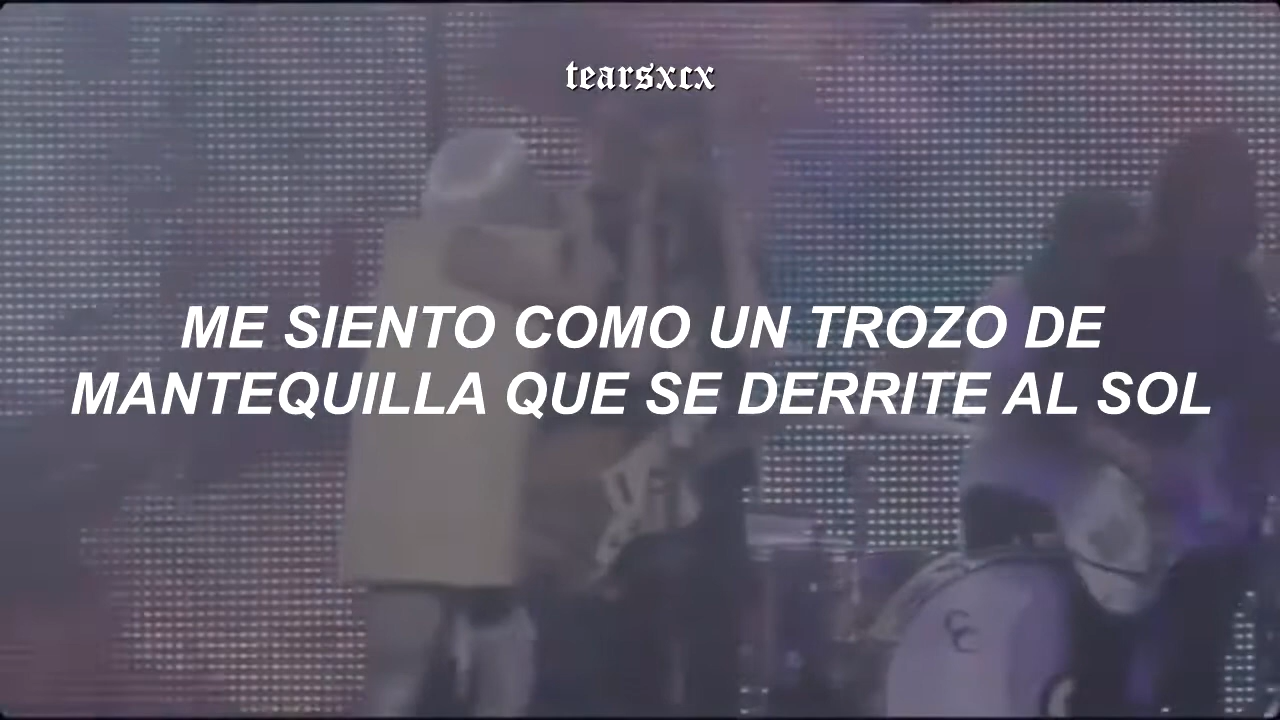 tearsxcx
ME SIENTO COMO UN TROZO DE
MANTEQUILLA QUE SE DERRITE AL SOL